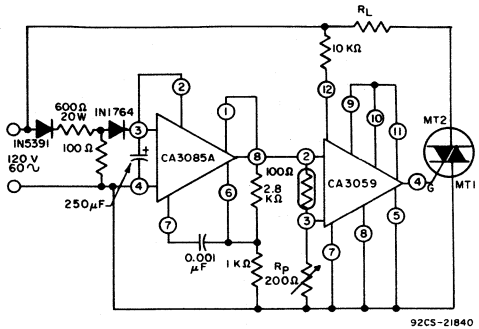 RL
10 KΩ
600Ω
20W
IN1764
12
9
10
11
2
1
3
IN5391
100Ω
120 V
60~
CA3085A
8
2
100Ω
CA3059
4
MT2
G
MT1
+
4
250µF
7
6
2.8
KΩ
3
5
0.001
µF
1 KΩ
RP
200Ω
7
8
92CS-21840